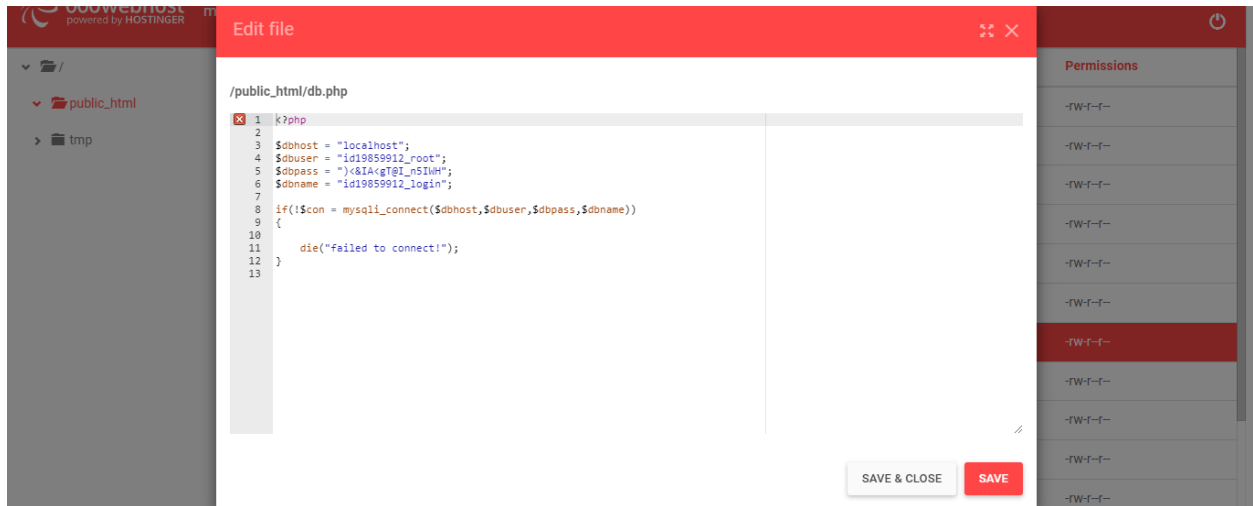 000webhost
powered by HOSTINGER
m
Edit file
/
public_html
tmp
Permissions
-rw-r--r--
-rw-r--r--
-rw-r--r--
-rw-r--r--
-rw-r--r--
-rw-r--r--
-rw-r--r--
-rw-r--r--
-rw-r--r--
-rw-r--r--
-rw-r--r--
/public_html/db.php
1 <?php
2
3 $dbhost = "localhost";
4 $dbuser = "id19859912_root";
5 $dbpass = ")<&IA<gT@I_n5IWH";
6 $dbname = "id19859912_login";
7
8 if(!$con = mysqli_connect($dbhost,$dbuser,$dbpass,$dbname))
9 {
10
11 die("failed to connect!");
12 }
13
SAVE & CLOSE
SAVE